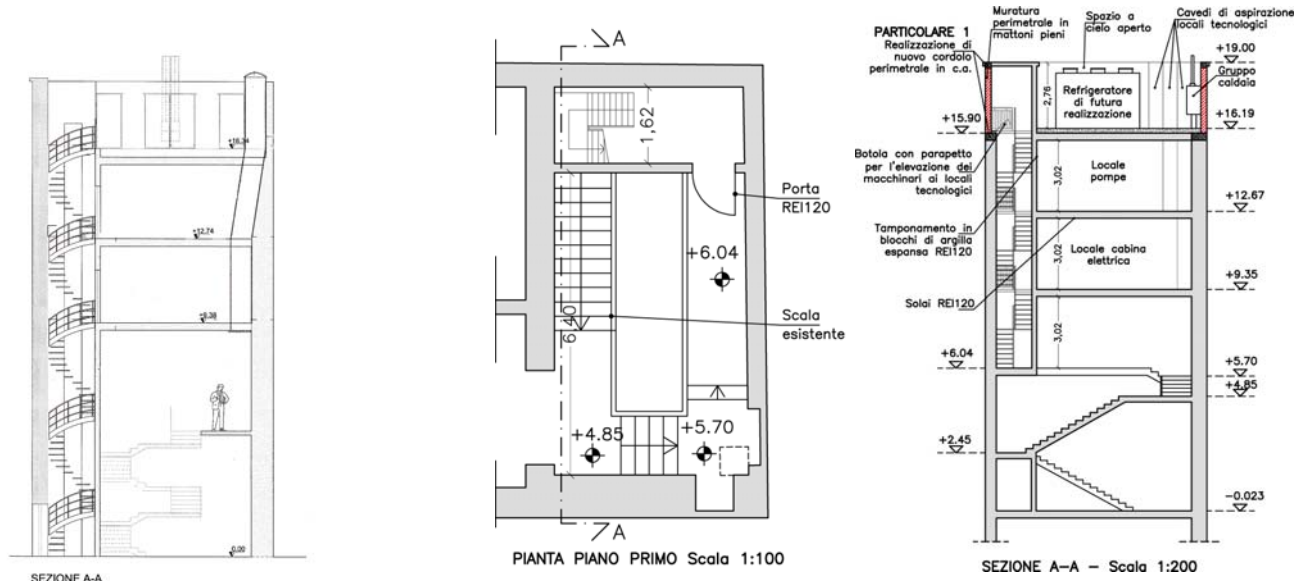 +16.34
+12.74
+9.38
0.00
SEZIONE A-A
A
1,62
Porta
REI120
+6.04
Scala
esistente
6,40
+4.85
+5.70
A
PIANTA PIANO PRIMO Scala 1:100
Muratura
perimetrale in
mattoni pieni
Spazio a
cielo aperto
Cavedi di aspirazione
locali tecnologici
PARTICOLARE 1
Realizzazione di
nuovo cordolo
perimetrale in c.a.
+19.00
Gruppo
caldaia
2,76
Refrigeratore
di futura
realizzazione
+15.90
+16.19
Botola con parapetto
per l'elevazione dei
macchinari ai locali
tecnologici
3,02
Locale
pompe
+12.67
Tamponamento in
blocchi di argilla
espansa REI120
3,02
Locale cabina
elettrica
+9.35
Solai REI120
3,02
+6.04
+5.70
+4.85
+2.45
-0.023
SEZIONE A-A - Scala 1:200